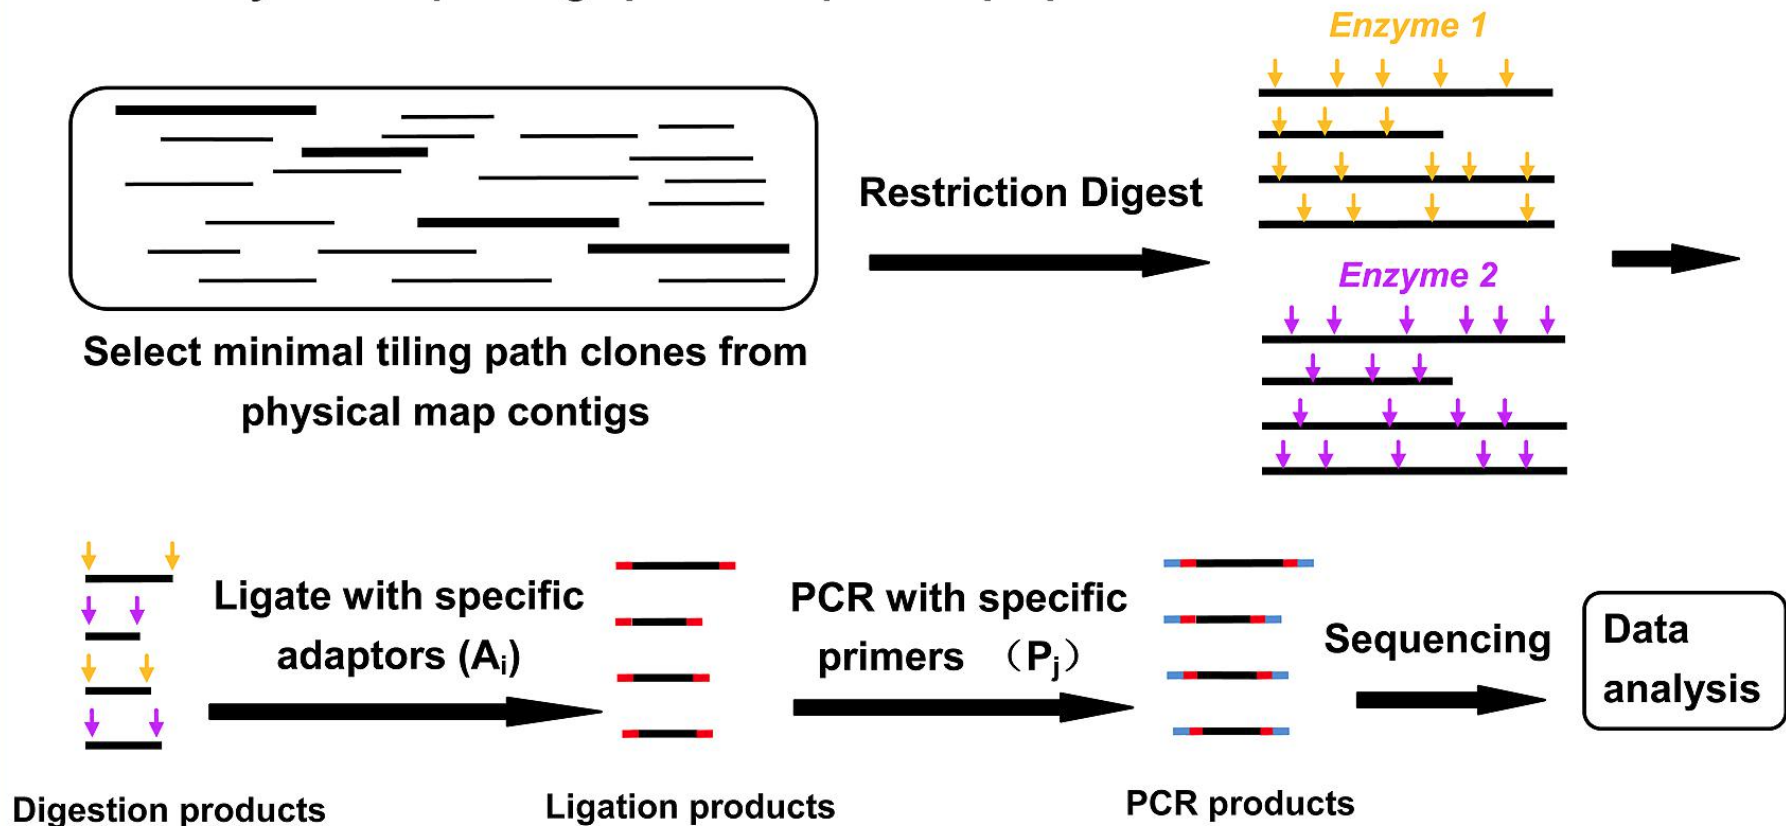 Enzyme 1
Restriction Digest
Enzyme 2
Select minimal tiling path clones from
physical map contigs
Ligate with specific
adaptors (Ai)
PCR with specific
primers （Pj）
Sequencing
Data
analysis
Digestion products
Ligation products
PCR products